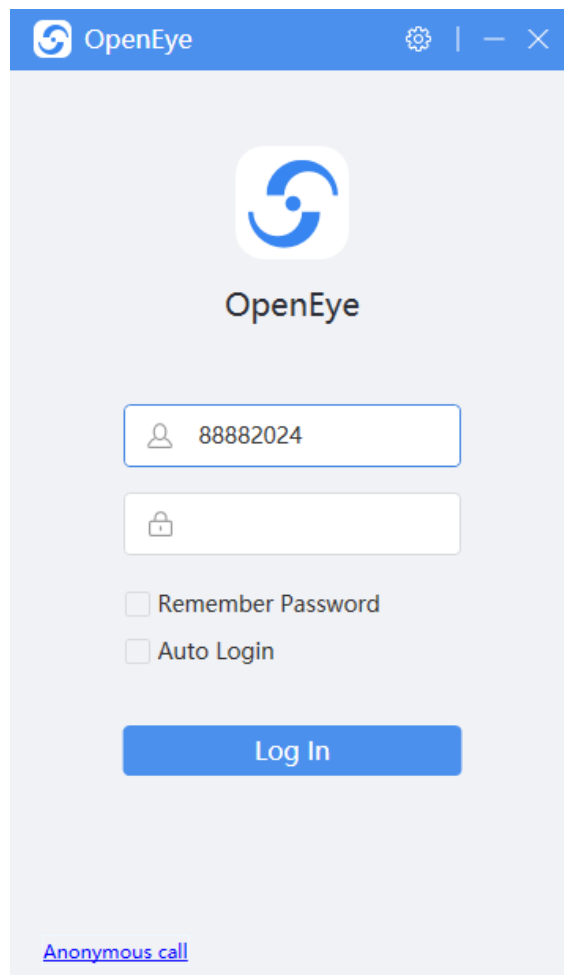 OpenEye
OpenEye
88882024
Remember Password
Auto Login
Log In
Anonymous call